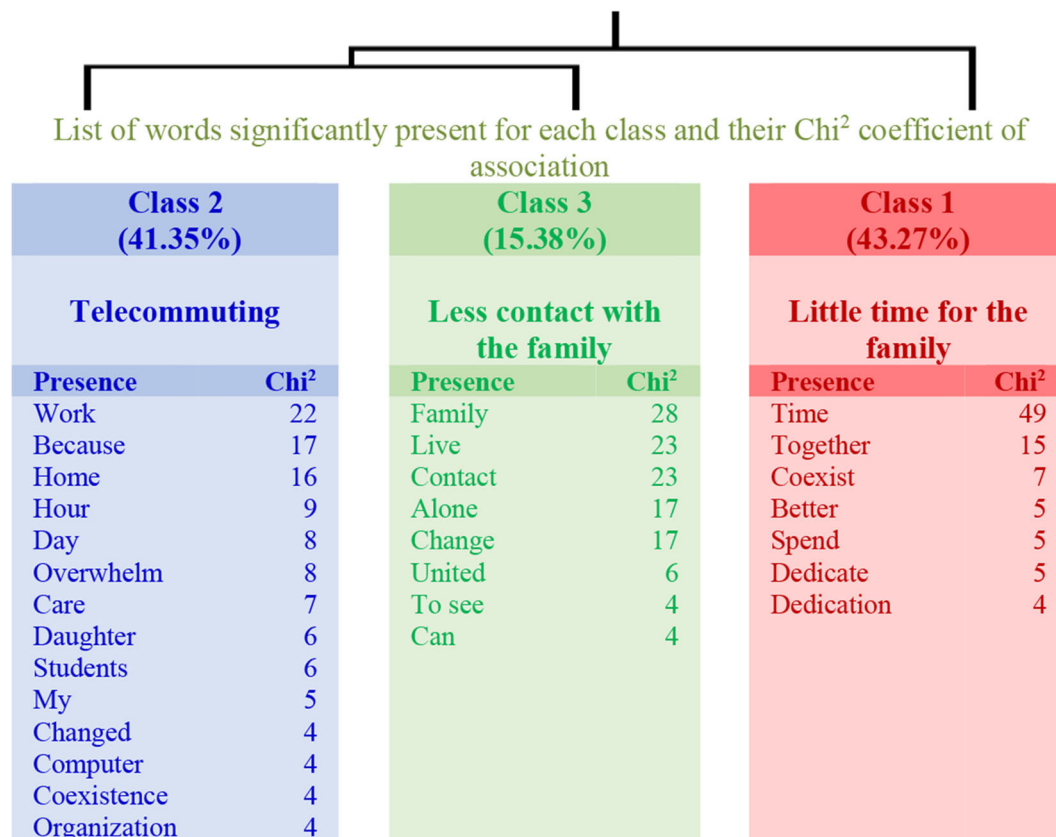 List of words significantly present for each class and their Chi² coefficient of
association
Class 2
(41.35%)
Telecommuting
Presence Chi²
Work 22
Because 17
Home 16
Hour 9
Day 8
Overwhelm 8
Care 7
Daughter 6
Students 6
My 5
Changed 4
Computer 4
Coexistence 4
Organization 4
Class 3
(15.38%)
Less contact with
the family
Presence Chi²
Family 28
Live 23
Contact 23
Alone 17
Change 17
United 6
To see 4
Can 4
Class 1
(43.27%)
Little time for the
family
Presence Chi²
Time 49
Together 15
Coexist 7
Better 5
Spend 5
Dedicate 5
Dedication 4